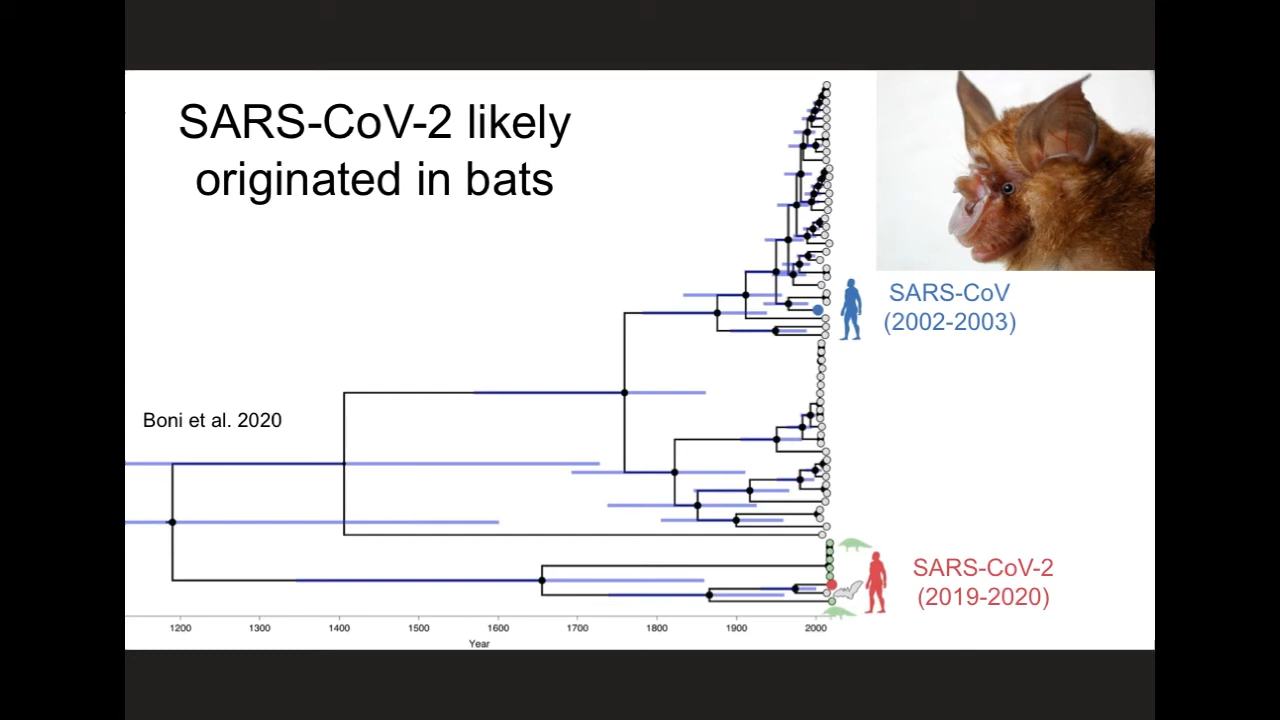 SARS-CoV-2 likely
originated in bats
SARS-CoV
(2002-2003)
Boni et al. 2020
SARS-CoV-2
(2019-2020)
1200 1300 1400 1500 1600 1700 1800 1900 2000
Year